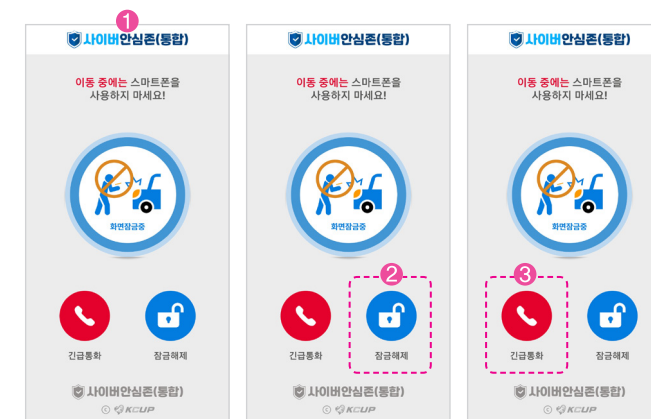 1
사이버안심존(통합)
이동 중에는 스마트폰을
사용하지 마세요!
화면잠금중
긴급통화 잠금해제
사이버안심존(통합)
© KCUP
사이버안심존(통합)
이동 중에는 스마트폰을
사용하지 마세요!
화면잠금중
2
긴급통화 잠금해제
사이버안심존(통합)
© KCUP
사이버안심존(통합)
이동 중에는 스마트폰을
사용하지 마세요!
화면잠금중
3
긴급통화 잠금해제
사이버안심존(통합)
© KCUP